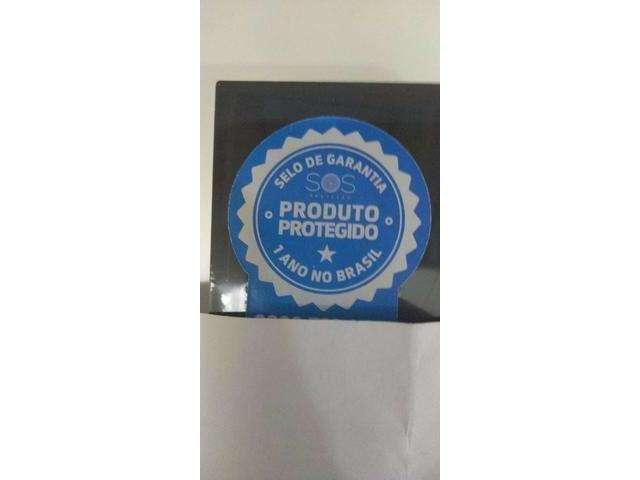 SELO DE GARANTIA
SOS
PRODUTO
PROTEGIDO
1 ANO NO BRASIL